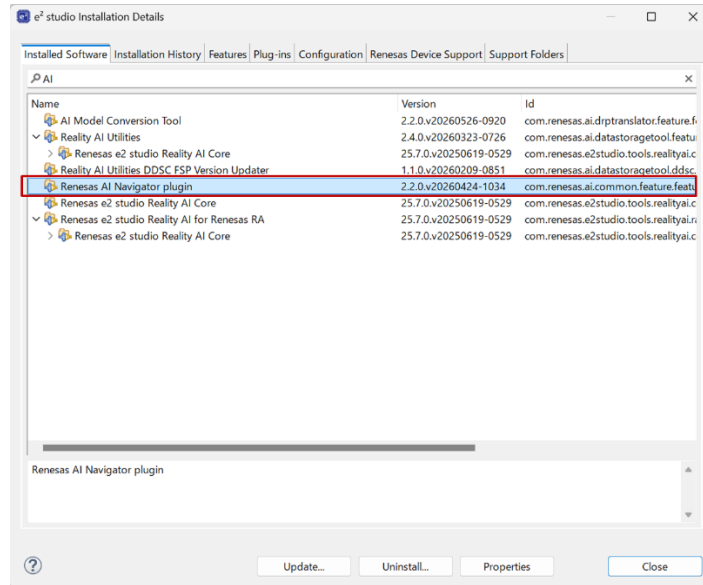 e² studio Installation Details
Installed Software Installation History Features Plug-ins Configuration Renesas Device Support Support Folders
AI
Name Version Id
AI Model Conversion Tool 2.2.0.v20260526-0920 com.renesas.ai.drptranslator.feature.f
Reality AI Utilities 2.4.0.v20260323-0726 com.renesas.ai.datastoragetool.featu
Renesas e2 studio Reality AI Core 25.7.0.v20250619-0529 com.renesas.e2studio.tools.realityai.c
Reality AI Utilities DDSC FSP Version Updater 1.1.0.v20260209-0851 com.renesas.ai.datastoragetool.ddsc.
Renesas AI Navigator plugin 2.2.0.v20260424-1034 com.renesas.ai.common.feature.featu
Renesas e2 studio Reality AI Core 25.7.0.v20250619-0529 com.renesas.e2studio.tools.realityai.c
Renesas e2 studio Reality AI for Renesas RA 25.7.0.v20250619-0529 com.renesas.e2studio.tools.realityai.r
Renesas e2 studio Reality AI Core 25.7.0.v20250619-0529 com.renesas.e2studio.tools.realityai.c
Renesas AI Navigator plugin
? Update... Uninstall... Properties Close